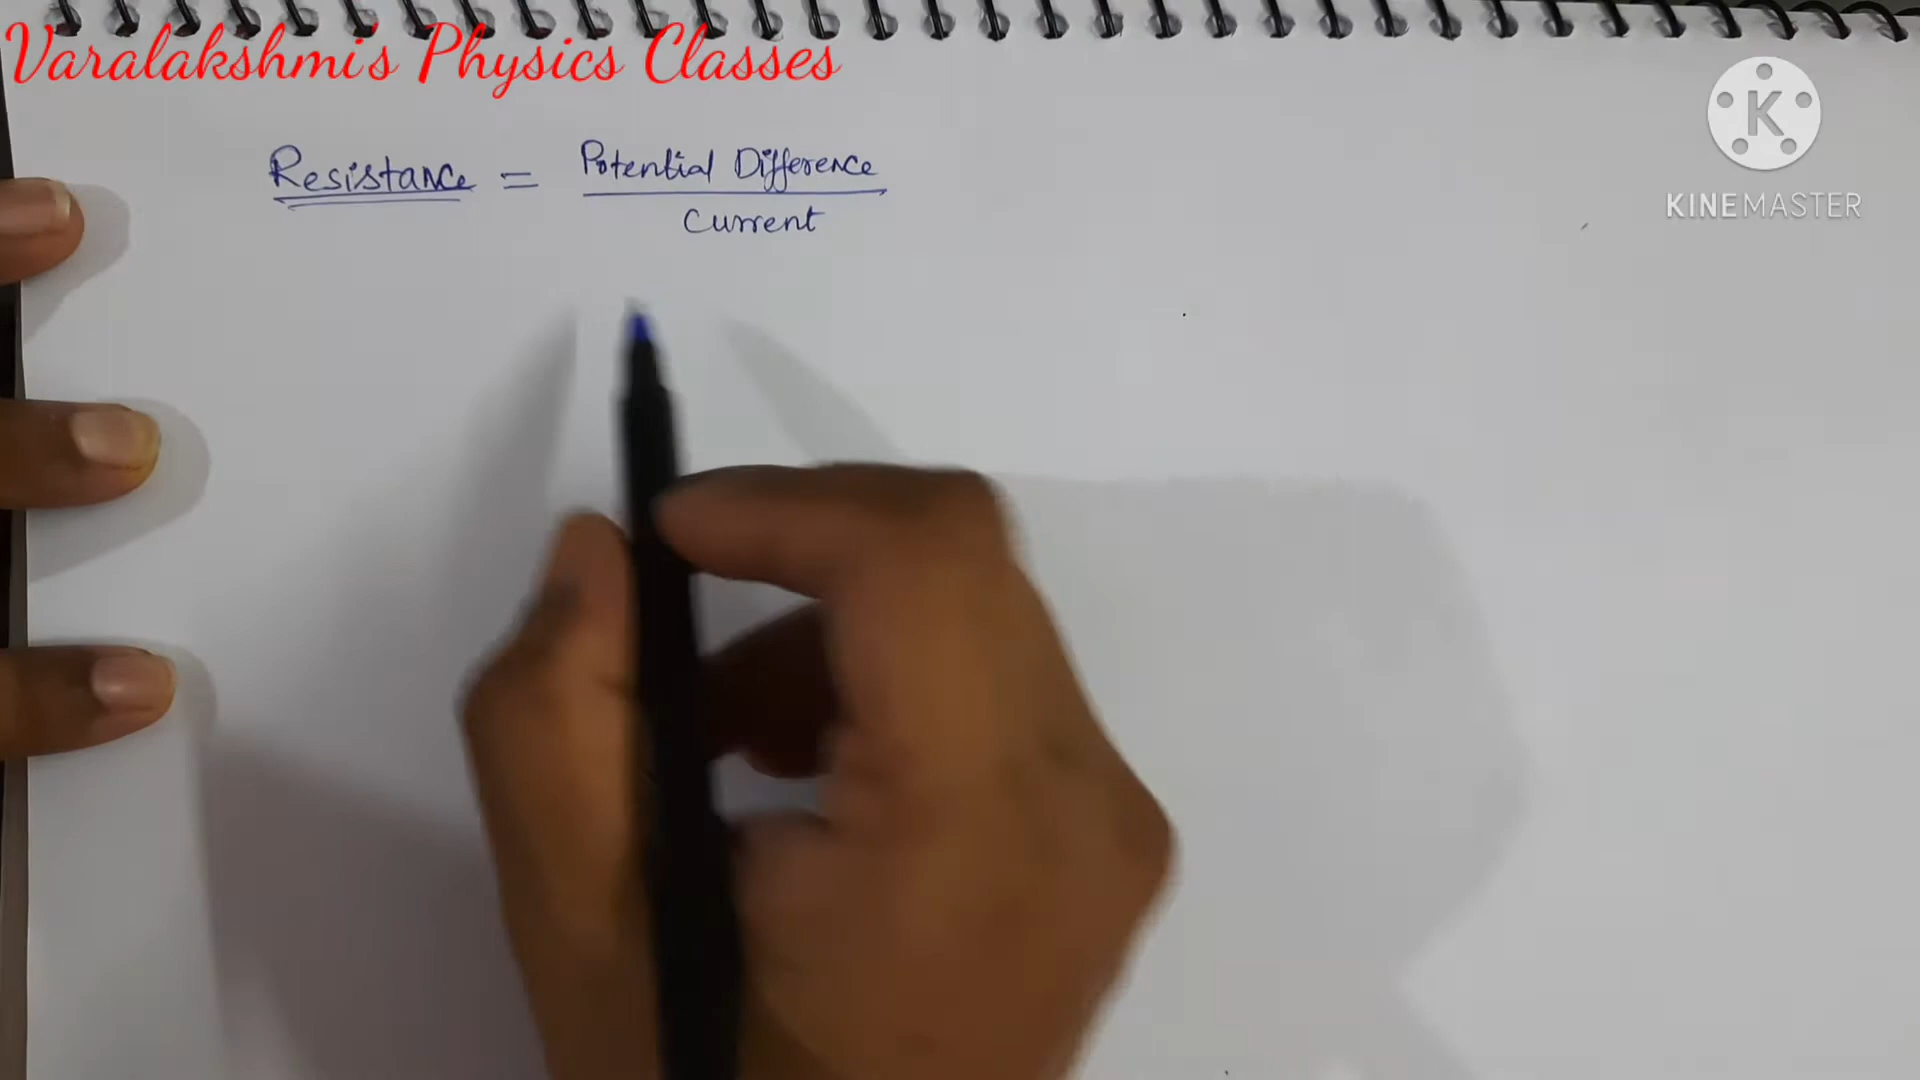 Varalakshmi's Physics Classes
K
KINEMASTER
Resistance = Potential Difference
Current